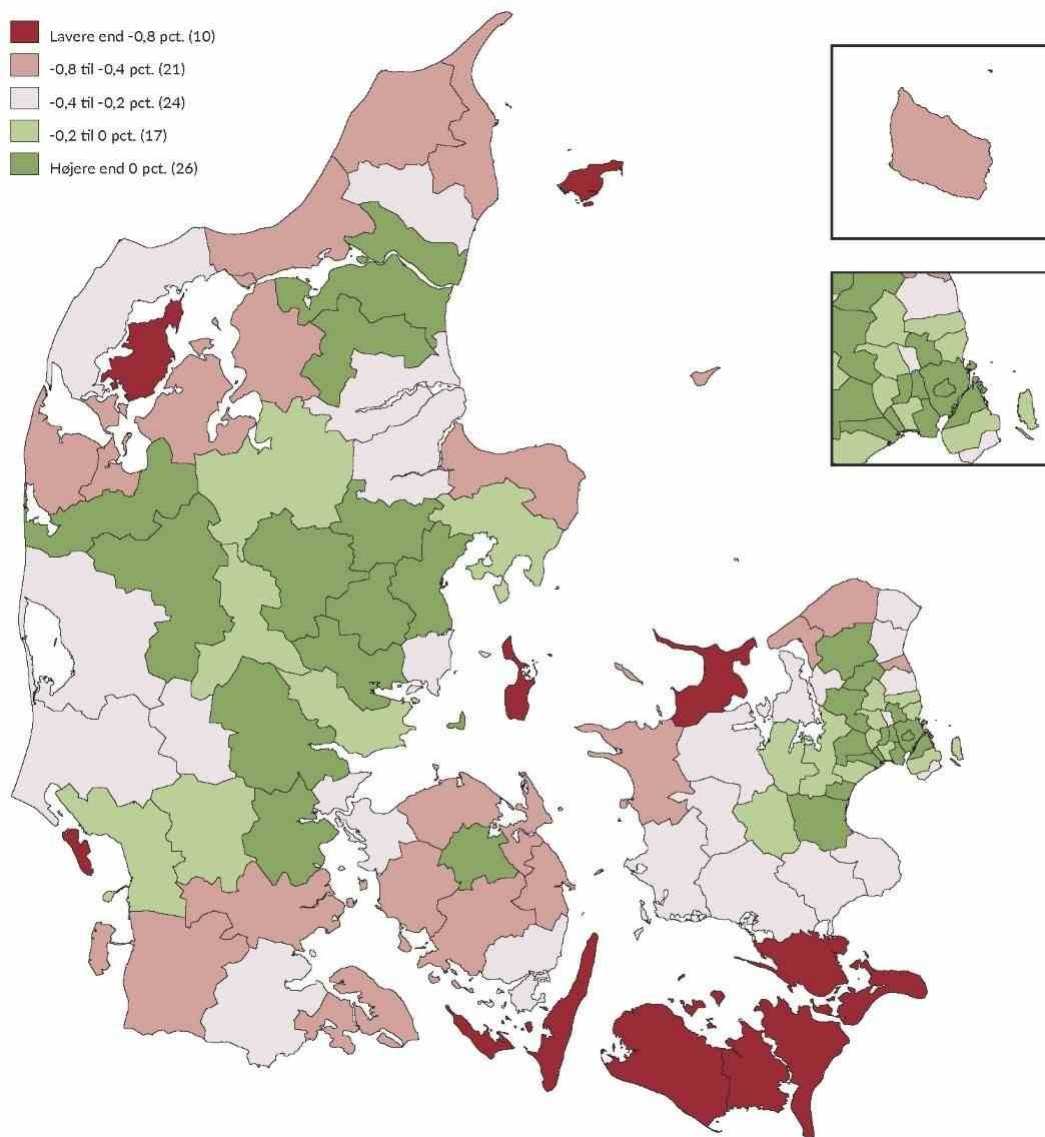 Lavere end -0,8 pct. (10)
-0,8 til -0,4 pct. (21)
-0,4 til -0,2 pct. (24)
-0,2 til 0 pct. (17)
Højere end 0 pct. (26)